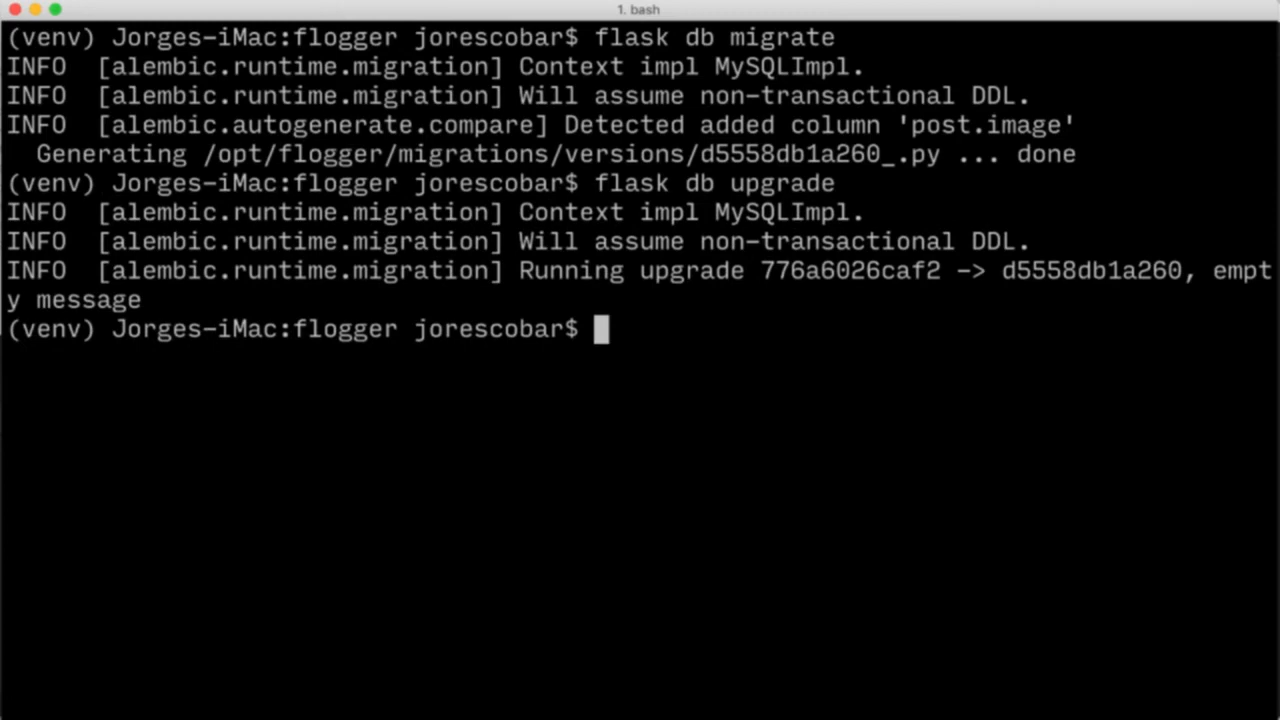 1. bash
(venv) Jorges-iMac:flogger jorescobar$ flask db migrate
INFO  [alembic.runtime.migration] Context impl MySQLImpl.
INFO  [alembic.runtime.migration] Will assume non-transactional DDL.
INFO  [alembic.autogenerate.compare] Detected added column 'post.image'
  Generating /opt/flogger/migrations/versions/d5558db1a260_.py ... done
(venv) Jorges-iMac:flogger jorescobar$ flask db upgrade
INFO  [alembic.runtime.migration] Context impl MySQLImpl.
INFO  [alembic.runtime.migration] Will assume non-transactional DDL.
INFO  [alembic.runtime.migration] Running upgrade 776a6026caf2 -> d5558db1a260, empt
y message
(venv) Jorges-iMac:flogger jorescobar$